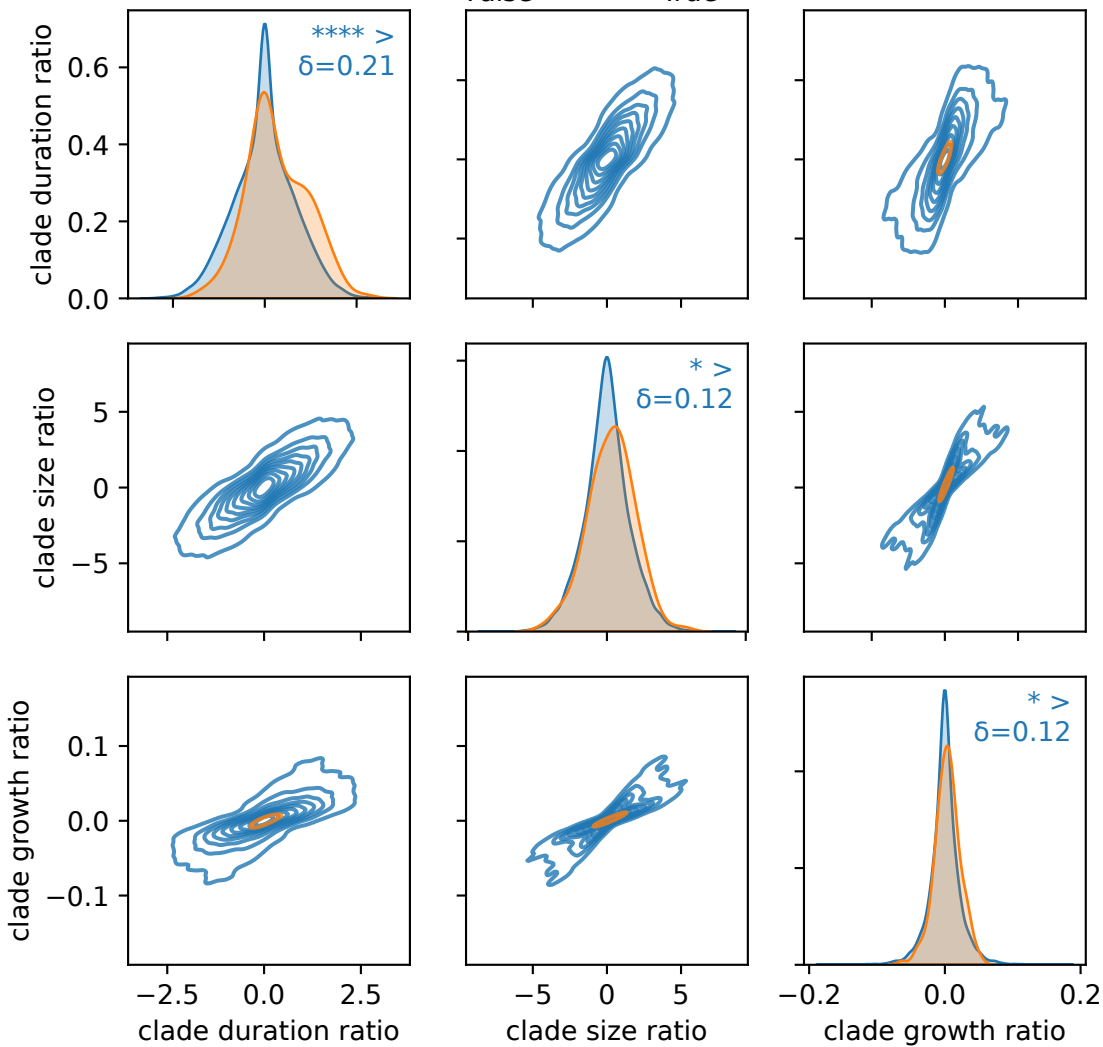 clade duration ratio
0.6
0.4
0.2
0.0
**** >
δ=0.21
clade size ratio
5
0
−5
* >
δ=0.12
clade growth ratio
0.1
0.0
−0.1
* >
δ=0.12
−2.5 0.0 2.5
clade duration ratio
−5 0 5
clade size ratio
−0.2 0.0 0.2
clade growth ratio